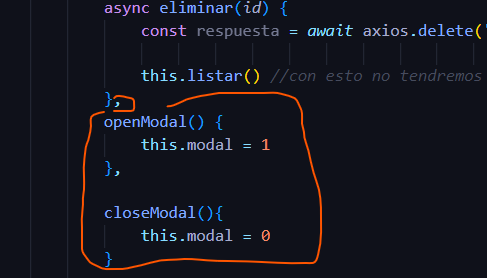 async eliminar(id) {
const respuesta = await axios.delete('
this.listar() //con esto no tendremos
},
openModal() {
this.modal = 1
},
closeModal(){
this.modal = 0
}